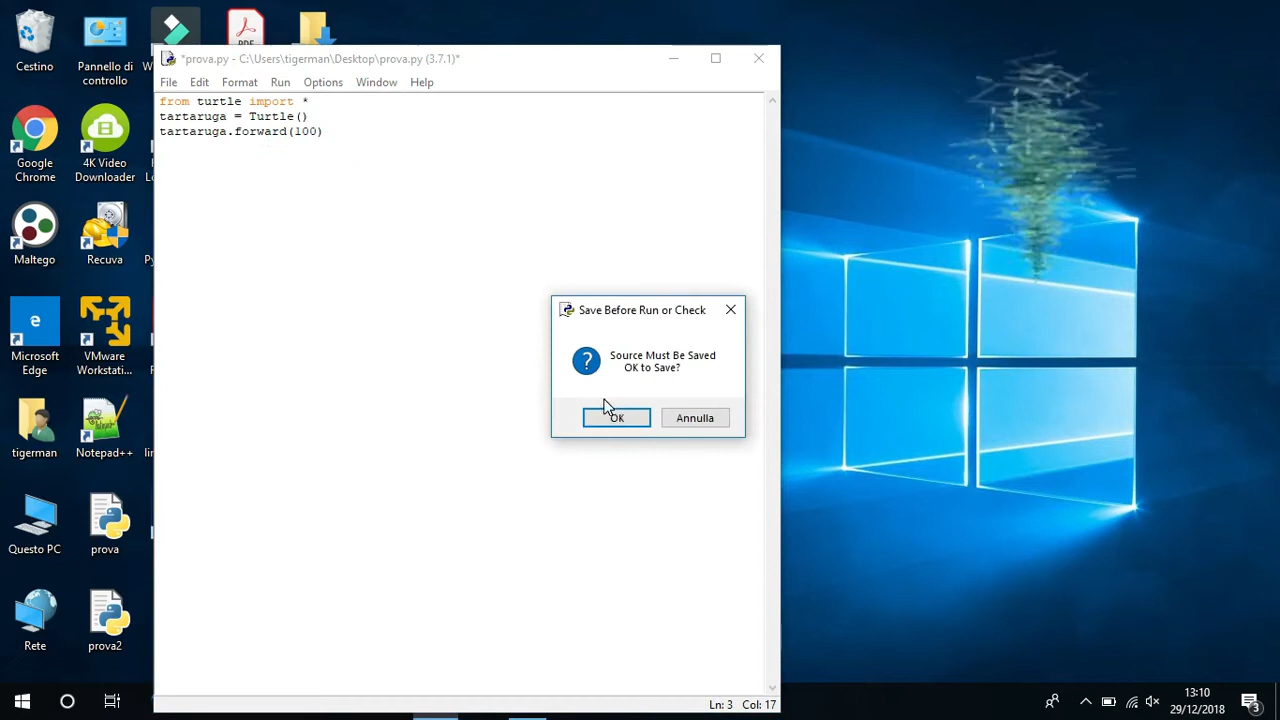 Cestino
Pannello di
controllo
PDF
*prova.py - C:\Users\tigerman\Desktop\prova.py (3.7.1)*
File Edit Format Run Options Window Help
from turtle import *
tartaruga = Turtle()
tartaruga.forward(100)
Google
Chrome
4K Video
Downloader
Maltego
Recuva
Microsoft
Edge
VMware
Workstati...
tigerman
Notepad++
Questo PC
prova
Rete
prova2
Save Before Run or Check
Source Must Be Saved
OK to Save?
OK
Annulla
Ln: 3 Col: 17
13:10
29/12/2018
3